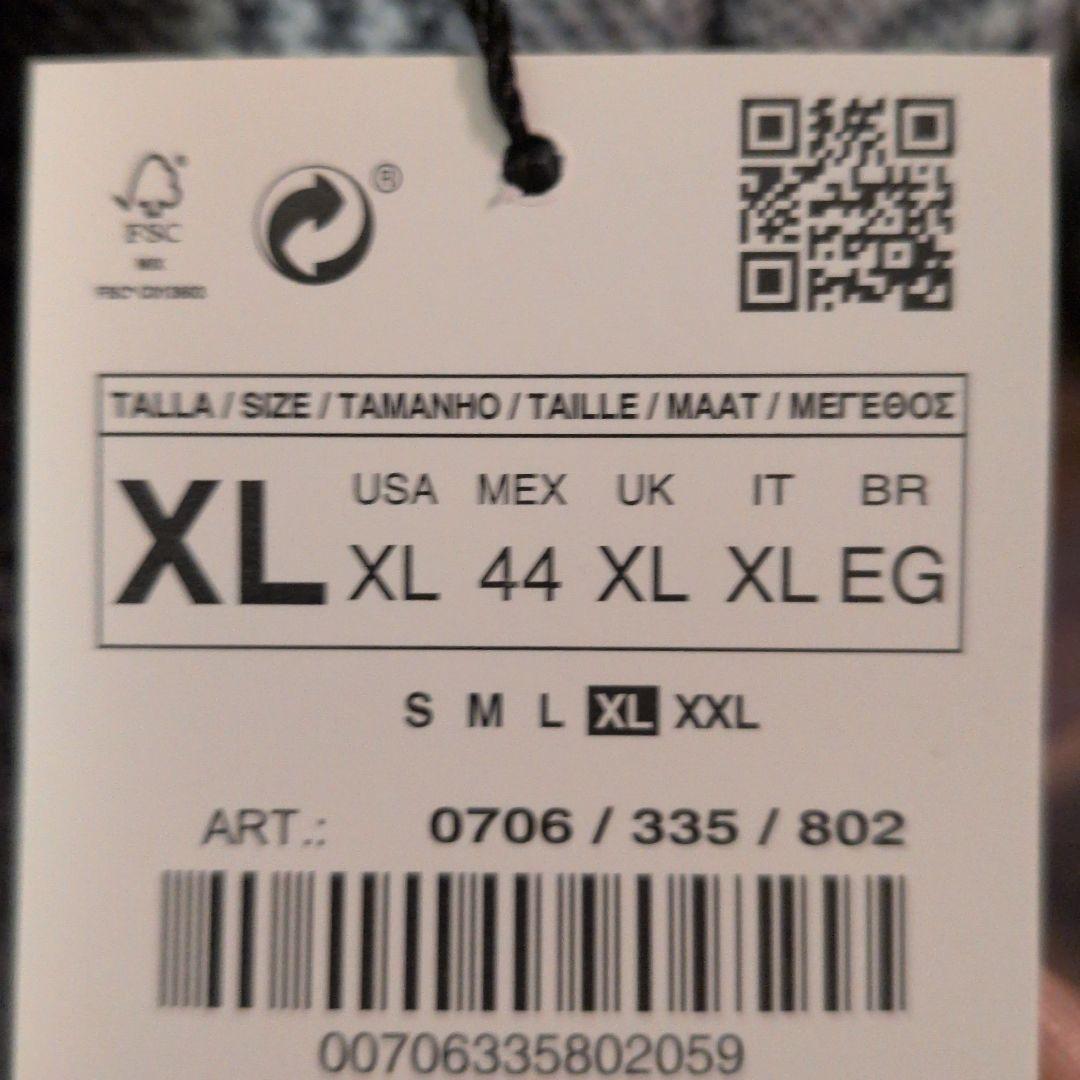 ®
FSC
TALLA / SIZE / TAMANHO / TAILLE / MAAT / ΜΕΓΕΘΟΣ
USA MEX UK IT BR
XL XL 44 XL XL EG
S M L XL XXL
ART.: 0706 / 335 / 802
00706335802059